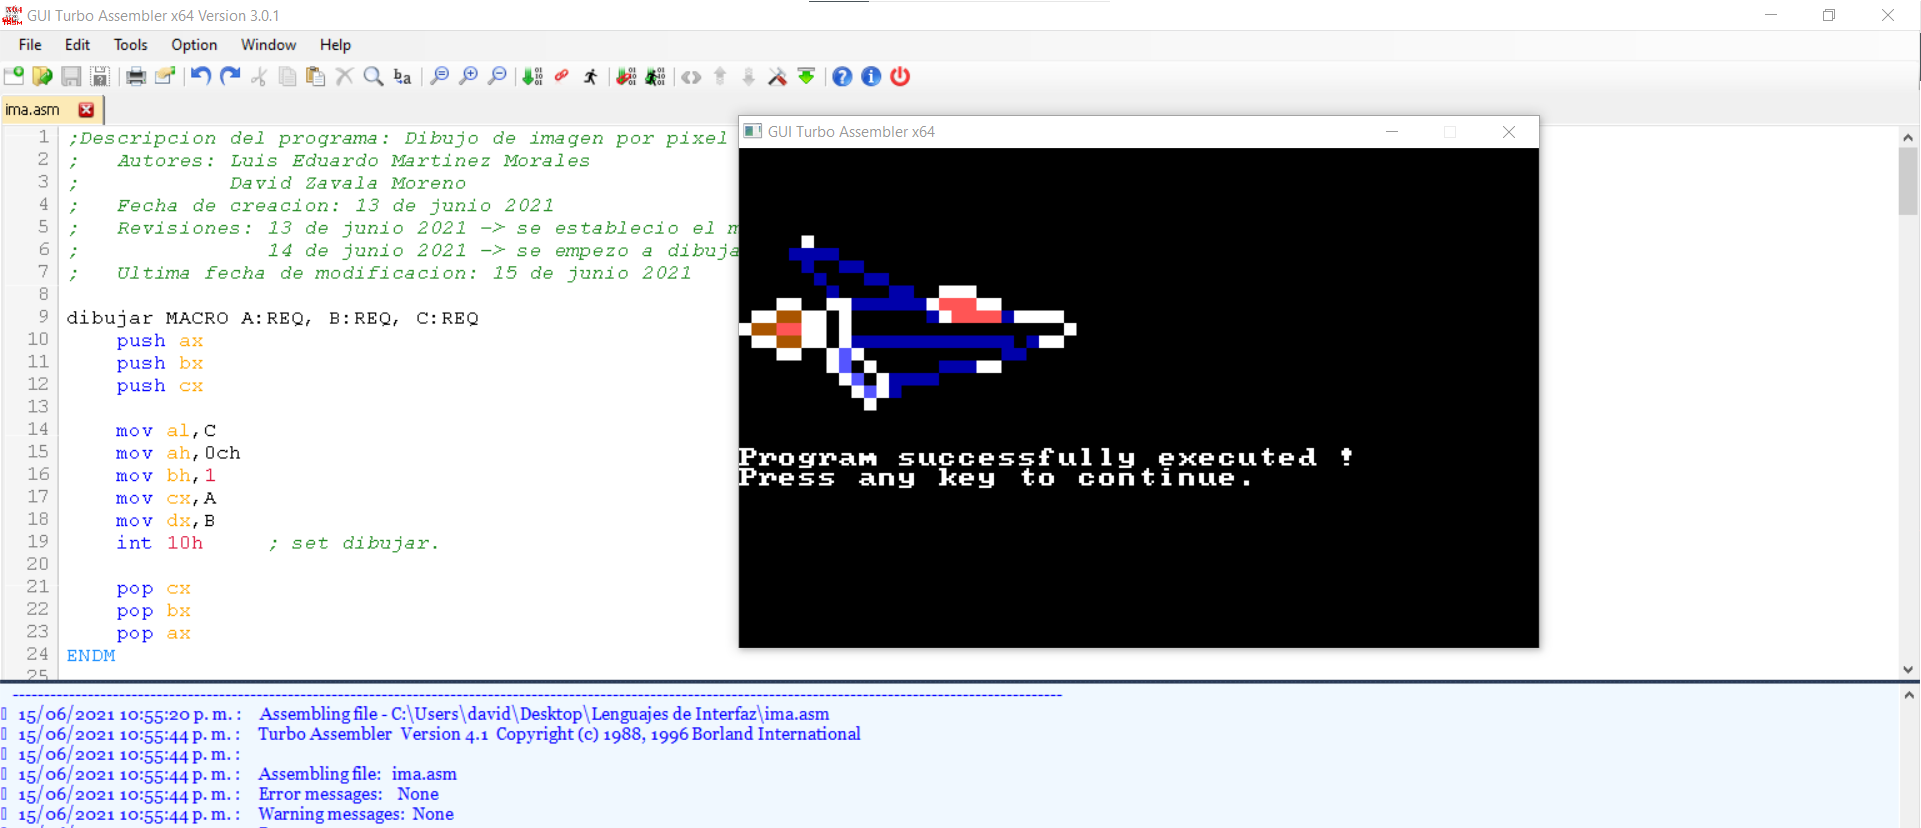 GUI Turbo Assembler x64 Version 3.0.1
File Edit Tools Option Window Help
ima.asm
1 ;Descripcion del programa: Dibujo de imagen por pixel
2 ; Autores: Luis Eduardo Martinez Morales
3 ; David Zavala Moreno
4 ; Fecha de creacion: 13 de junio 2021
5 ; Revisiones: 13 de junio 2021 -> se establecio el m
6 ; 14 de junio 2021 -> se empezo a dibuja
7 ; Ultima fecha de modificacion: 15 de junio 2021
8
9 dibujar MACRO A:REQ, B:REQ, C:REQ
10 push ax
11 push bx
12 push cx
13
14 mov al,C
15 mov ah,0ch
16 mov bh,1
17 mov cx,A
18 mov dx,B
19 int 10h ; set dibujar.
20
21 pop cx
22 pop bx
23 pop ax
24 ENDM
25
GUI Turbo Assembler x64
Program successfully executed !
Press any key to continue.
15/06/2021 10:55:20 p. m. : Assembling file - C:\Users\david\Desktop\Lenguajes de Interfaz\ima.asm
15/06/2021 10:55:44 p. m. : Turbo Assembler Version 4.1 Copyright (c) 1988, 1996 Borland International
15/06/2021 10:55:44 p. m. :
15/06/2021 10:55:44 p. m. : Assembling file: ima.asm
15/06/2021 10:55:44 p. m. : Error messages: None
15/06/2021 10:55:44 p. m. : Warning messages: None